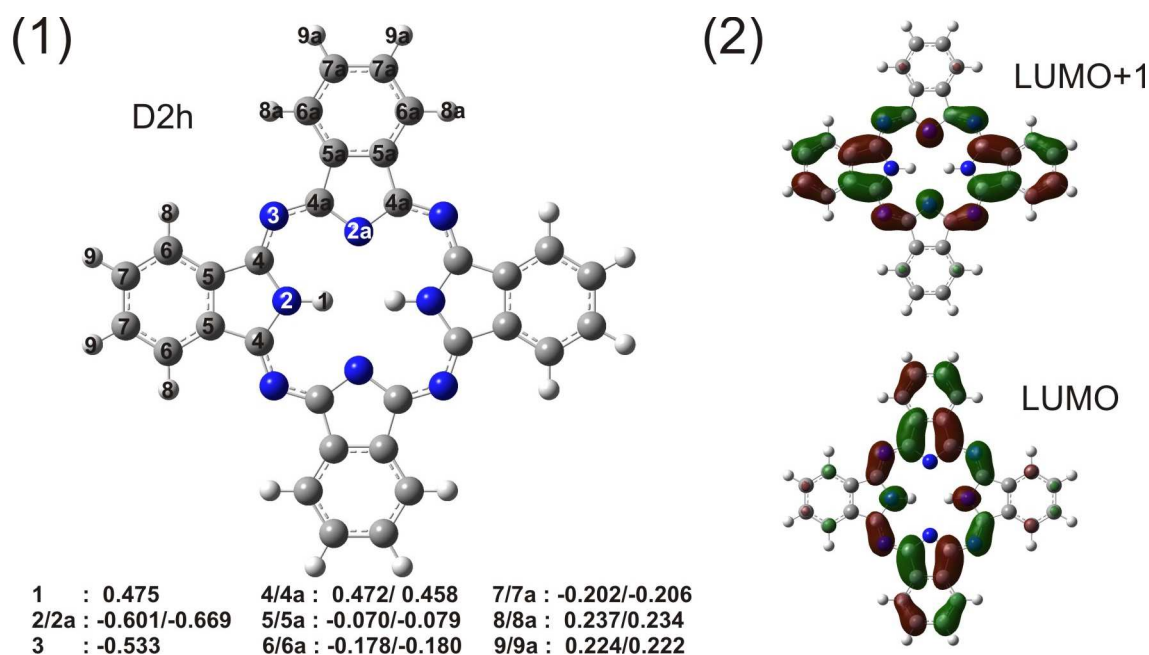 (1)
(2)
D2h
9a 9a
7a 7a
8a 6a 6a 8a
5a 5a
4a 4a
3
2a
8
9 6
7 5 4
2 1
7 5 4
9 6
8
LUMO+1
LUMO
1 : 0.475 4/4a : 0.472/ 0.458 7/7a : -0.202/-0.206
2/2a : -0.601/-0.669 5/5a : -0.070/-0.079 8/8a : 0.237/0.234
3 : -0.533 6/6a : -0.178/-0.180 9/9a : 0.224/0.222